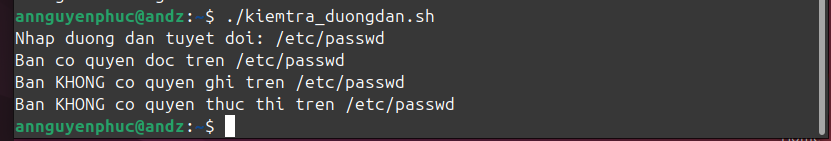 annguyenphuc@andz:~$ ./kiemtra_duongdan.sh
Nhap duong dan tuyet doi: /etc/passwd
Ban co quyen doc tren /etc/passwd
Ban KHONG co quyen ghi tren /etc/passwd
Ban KHONG co quyen thuc thi tren /etc/passwd
annguyenphuc@andz:~$